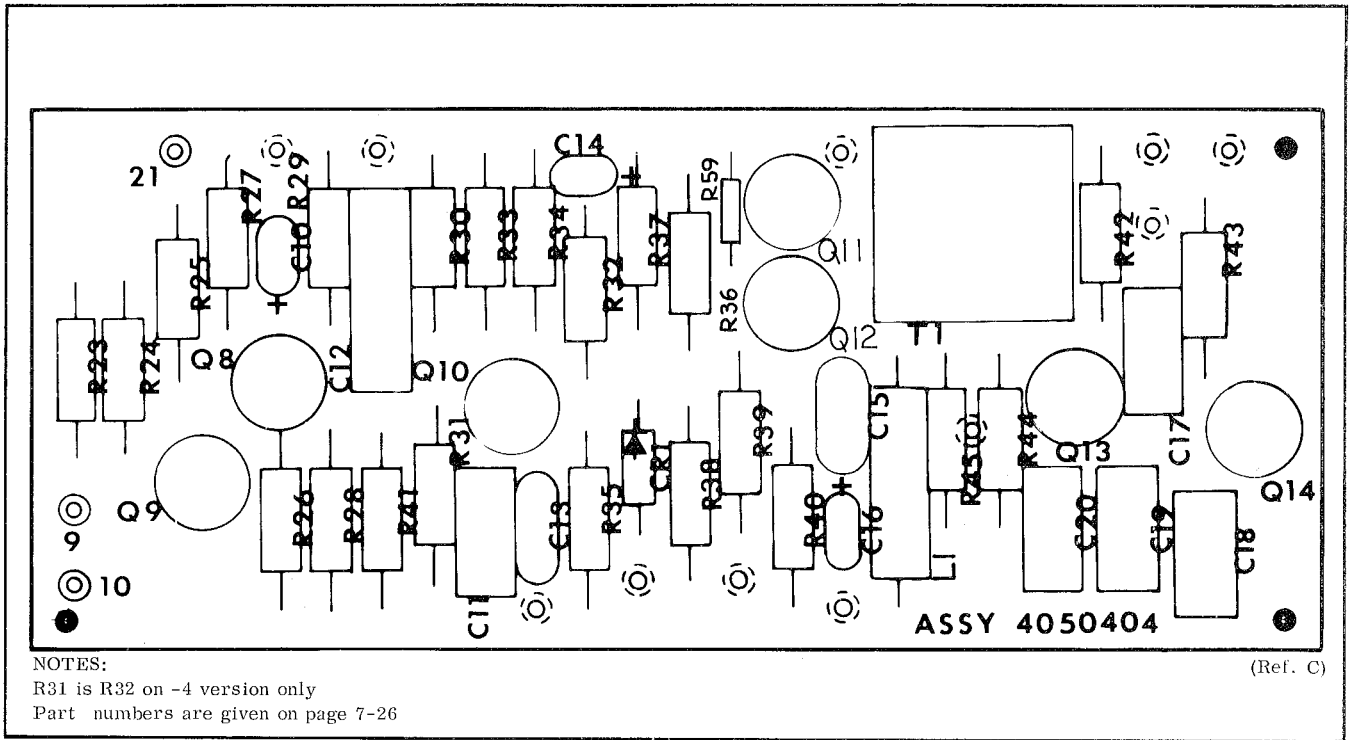 C14
21
R27
R29
C10
R25
R30
R33
R34
R32
R37
R59
R36
Q11
Q12
T1
R42
R43
R23
R24
Q8
C12
Q10
R31
R39
C15
R45
R44
Q13
C17
Q14
Q9
9
10
R26
R28
R41
C11
C13
R35
CR1
R38
R40
C16
L1
C20
C19
C18
ASSY 4050404
NOTES:
(Ref. C)
R31 is R32 on -4 version only
Part numbers are given on page 7-26